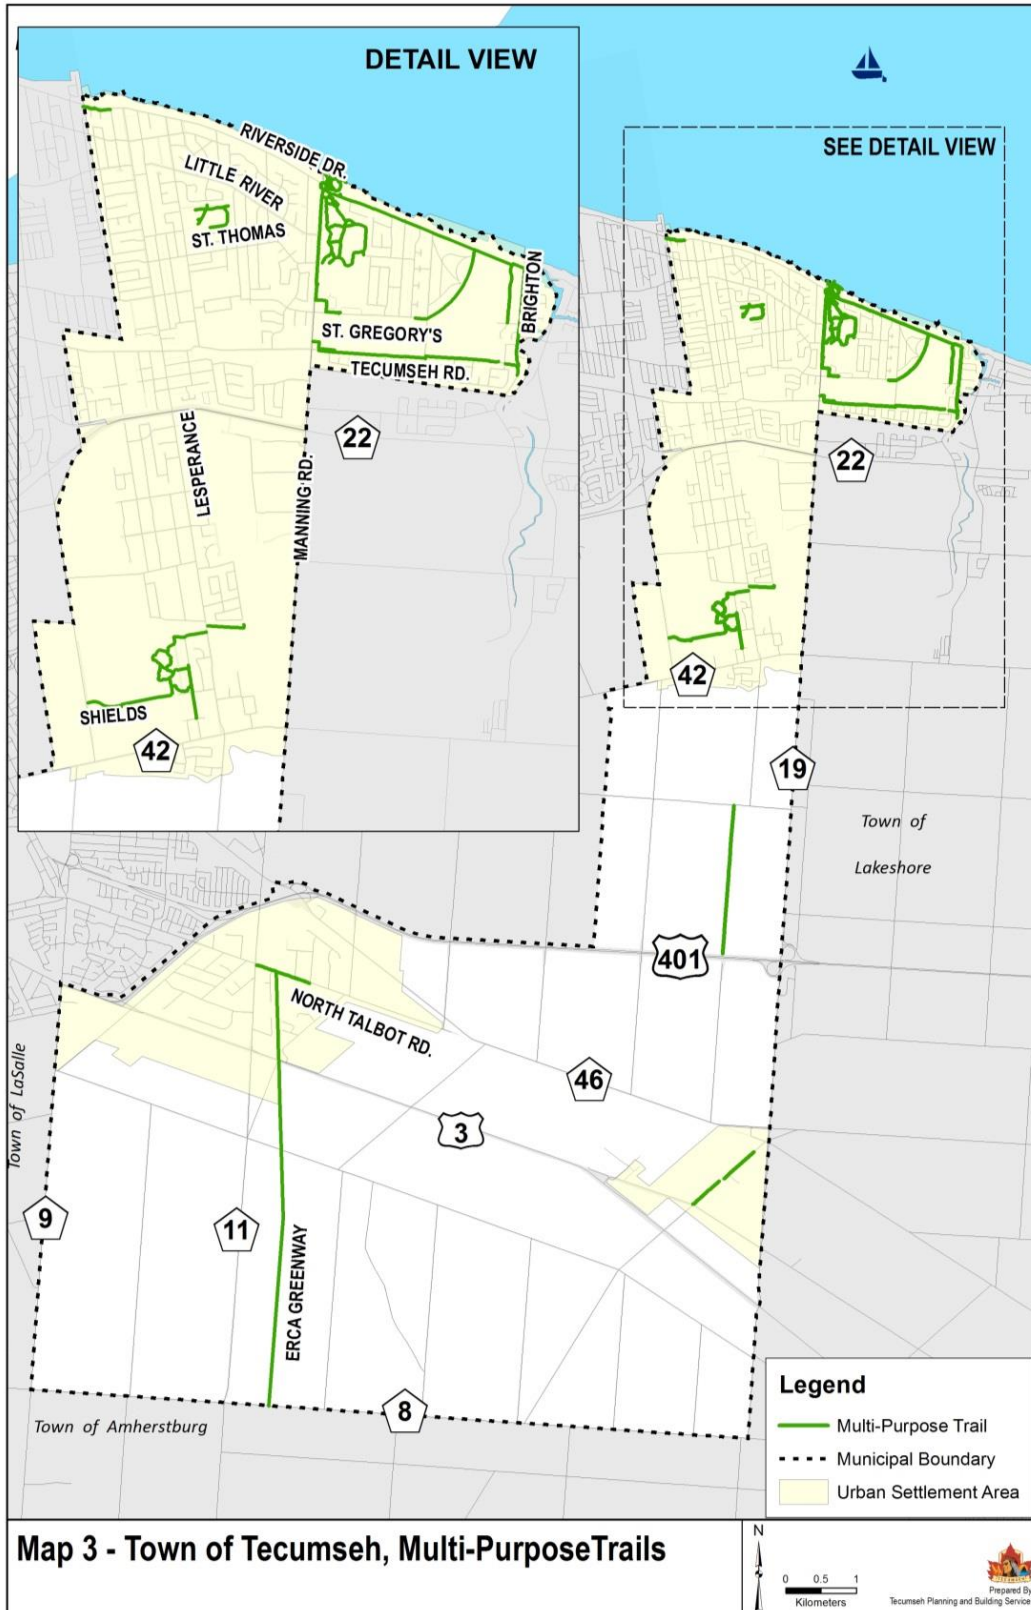 DETAIL VIEW
RIVERSIDE DR.
LITTLE RIVER
ST. THOMAS
BRIGHTON
ST. GREGORY'S
TECUMSEH RD.
22
LESPERANCE
MANNING RD.
SHIELDS
42
SEE DETAIL VIEW
22
42
19
Town of
Lakeshore
401
NORTH TALBOT RD.
Town of LaSalle
46
3
9
11
ERCA GREENWAY
8
Town of Amherstburg
Legend
Multi-Purpose Trail
Municipal Boundary
Urban Settlement Area
Map 3 - Town of Tecumseh, Multi-PurposeTrails
N
0 0.5 1
Kilometers
Prepared By
Tecumseh Planning and Building Service